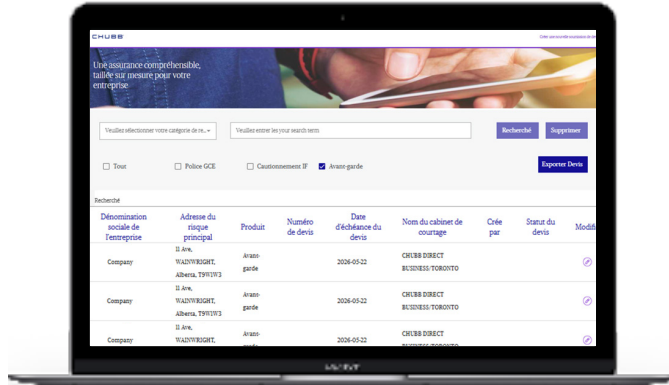 CHUBB
Une assurance compréhensible,
taillée sur mesure pour votre
entreprise
Veuillez sélectionner votre catégorie de re...
Veuillez entrer les your search term
Recherché
Supprimer
Tout
Police GCE
Cautionnement IF
Avant-garde
Exporter Devis
Recherché
Dénomination sociale de l'entreprise
Adresse du risque principal
Produit
Numéro de devis
Date d'échéance du devis
Nom du cabinet de courtage
Crée par
Statut du devis
Modifi
Company
11 Ave, WAINWRIGHT, Alberta, T9W1W3
Avant-garde
2026-05-22
CHUBB DIRECT BUSINESS/TORONTO
Company
11 Ave, WAINWRIGHT, Alberta, T9W1W3
Avant-garde
2026-05-22
CHUBB DIRECT BUSINESS/TORONTO
Company
11 Ave, WAINWRIGHT,
Avant-
2026-05-22
CHUBB DIRECT
BUSINESS/TORONTO